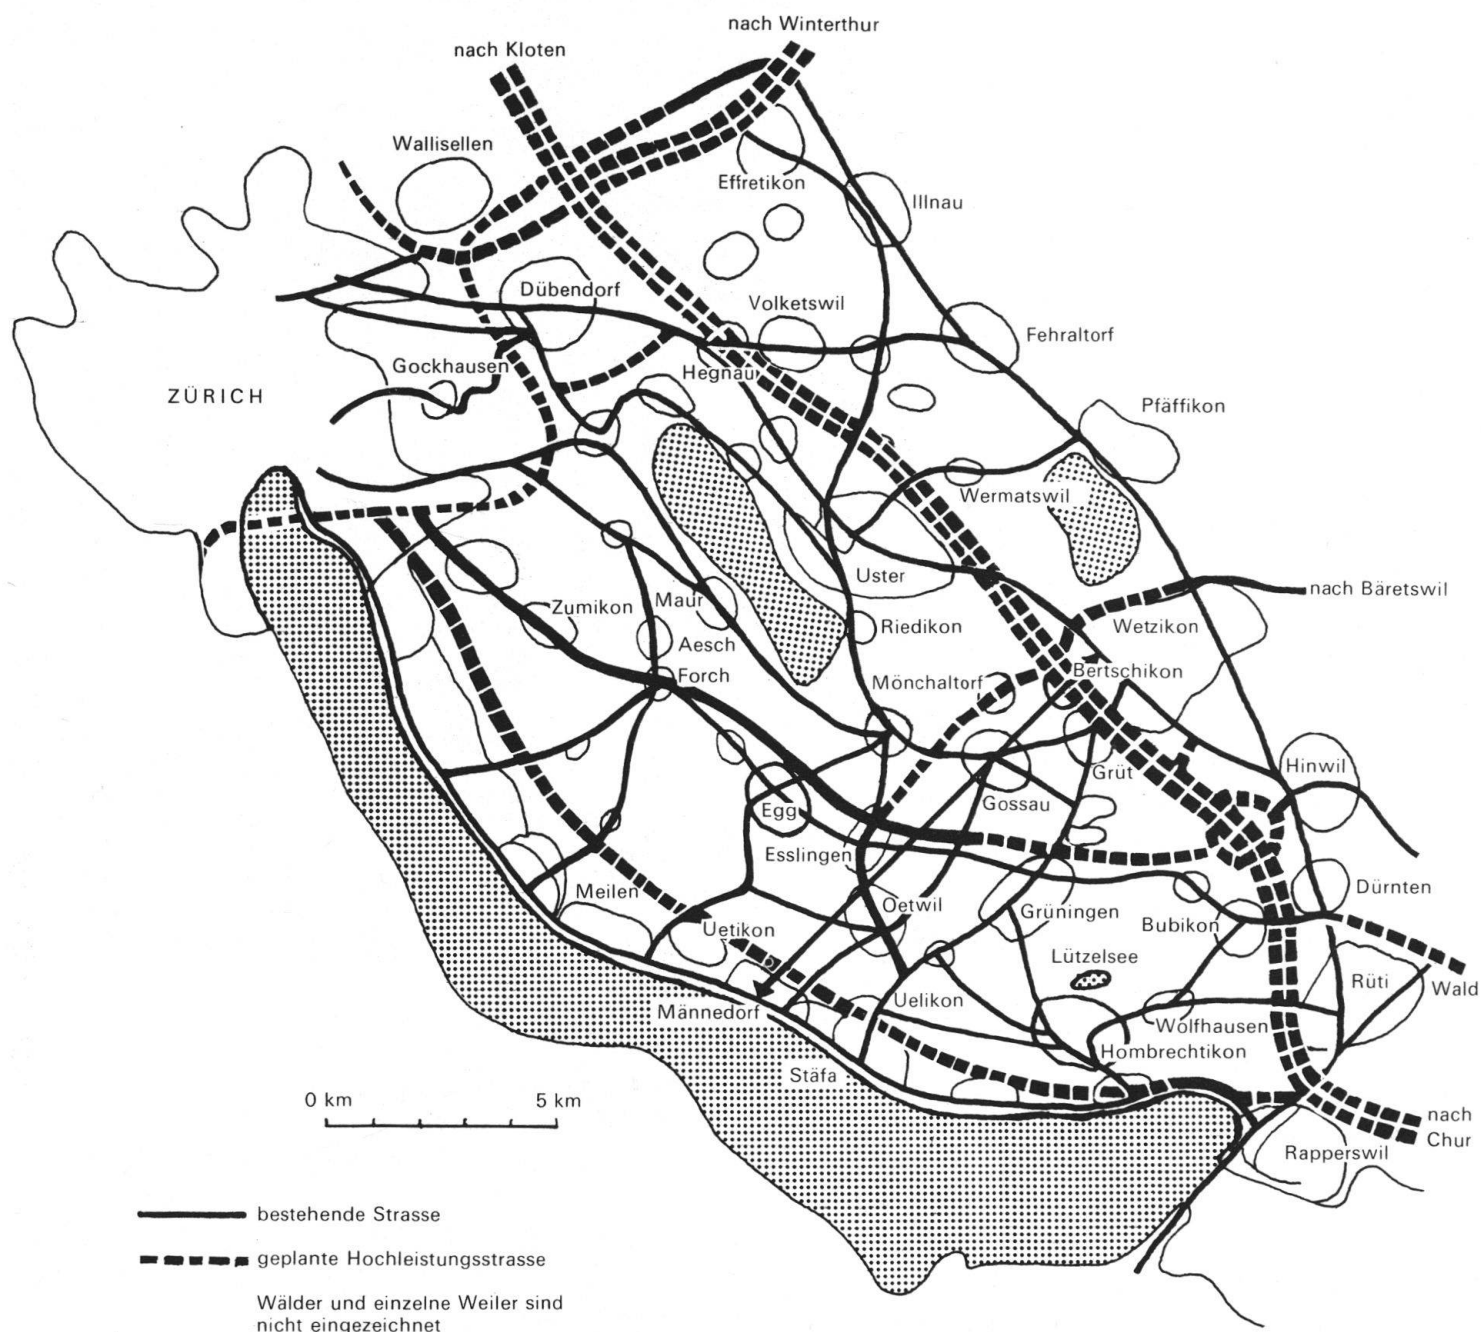 nach Winterthur
nach Kloten
Wallisellen
Effretikon
Illnau
Dübendorf
Volketswil
Fehraltorf
Gockhausen
Hegnau
ZÜRICH
Pfäffikon
Wermatswil
Uster
nach Bäretswil
Zumikon
Maur
Riedikon
Wetzikon
Aesch
Forch
Mönchaltorf
Bertschikon
Hinwil
Grüt
Gossau
Egg
Esslingen
Meilen
Oetwil
Grüningen
Dürnten
Bubikon
Uetikon
Lützelsee
Rüti
Wald
Uelikon
Männedorf
Wolfhausen
Hombrechtikon
Stäfa
0 km
5 km
nach
Chur
Rapperswil
bestehende Strasse
geplante Hochleistungsstrasse
Wälder und einzelne Weiler sind
nicht eingezeichnet